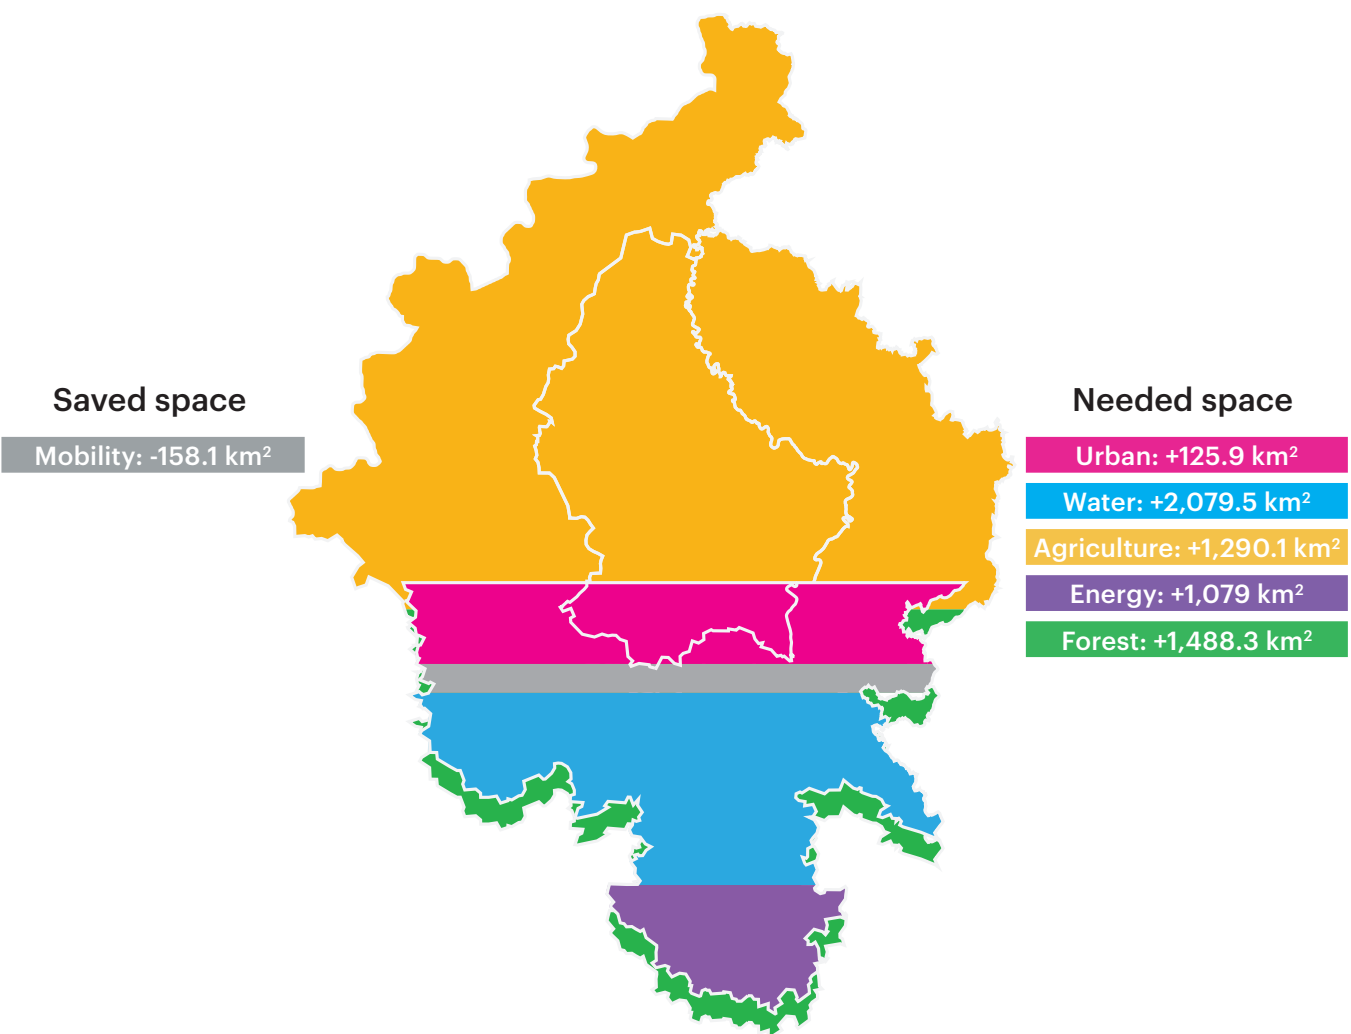 Saved space
Mobility: -158.1 km²
Needed space
Urban: +125.9 km²
Water: +2,079.5 km²
Agriculture: +1,290.1 km²
Energy: +1,079 km²
Forest: +1,488.3 km²